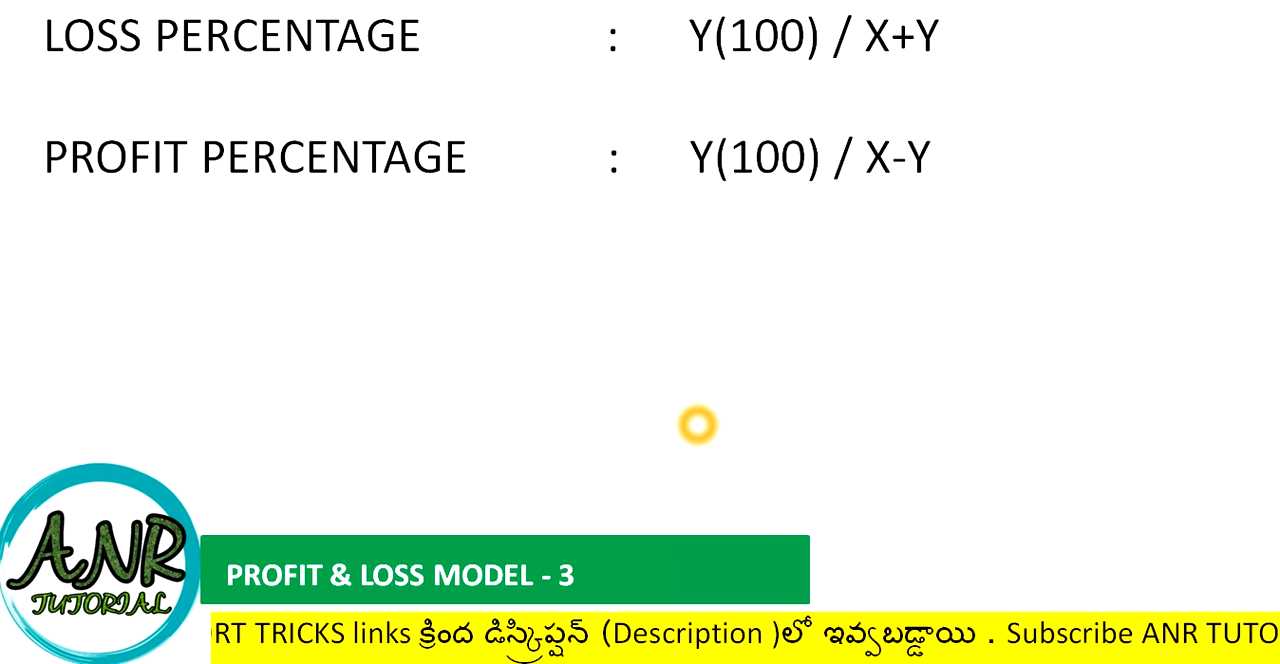 LOSS PERCENTAGE : Y(100) / X+Y
PROFIT PERCENTAGE : Y(100) / X-Y
ANR
TUTORIAL
PROFIT & LOSS MODEL - 3
RT TRICKS links క్రింద డిస్క్రిప్షన్ (Description )లో ఇవ్వబడ్డాయి . Subscribe ANR TUTO